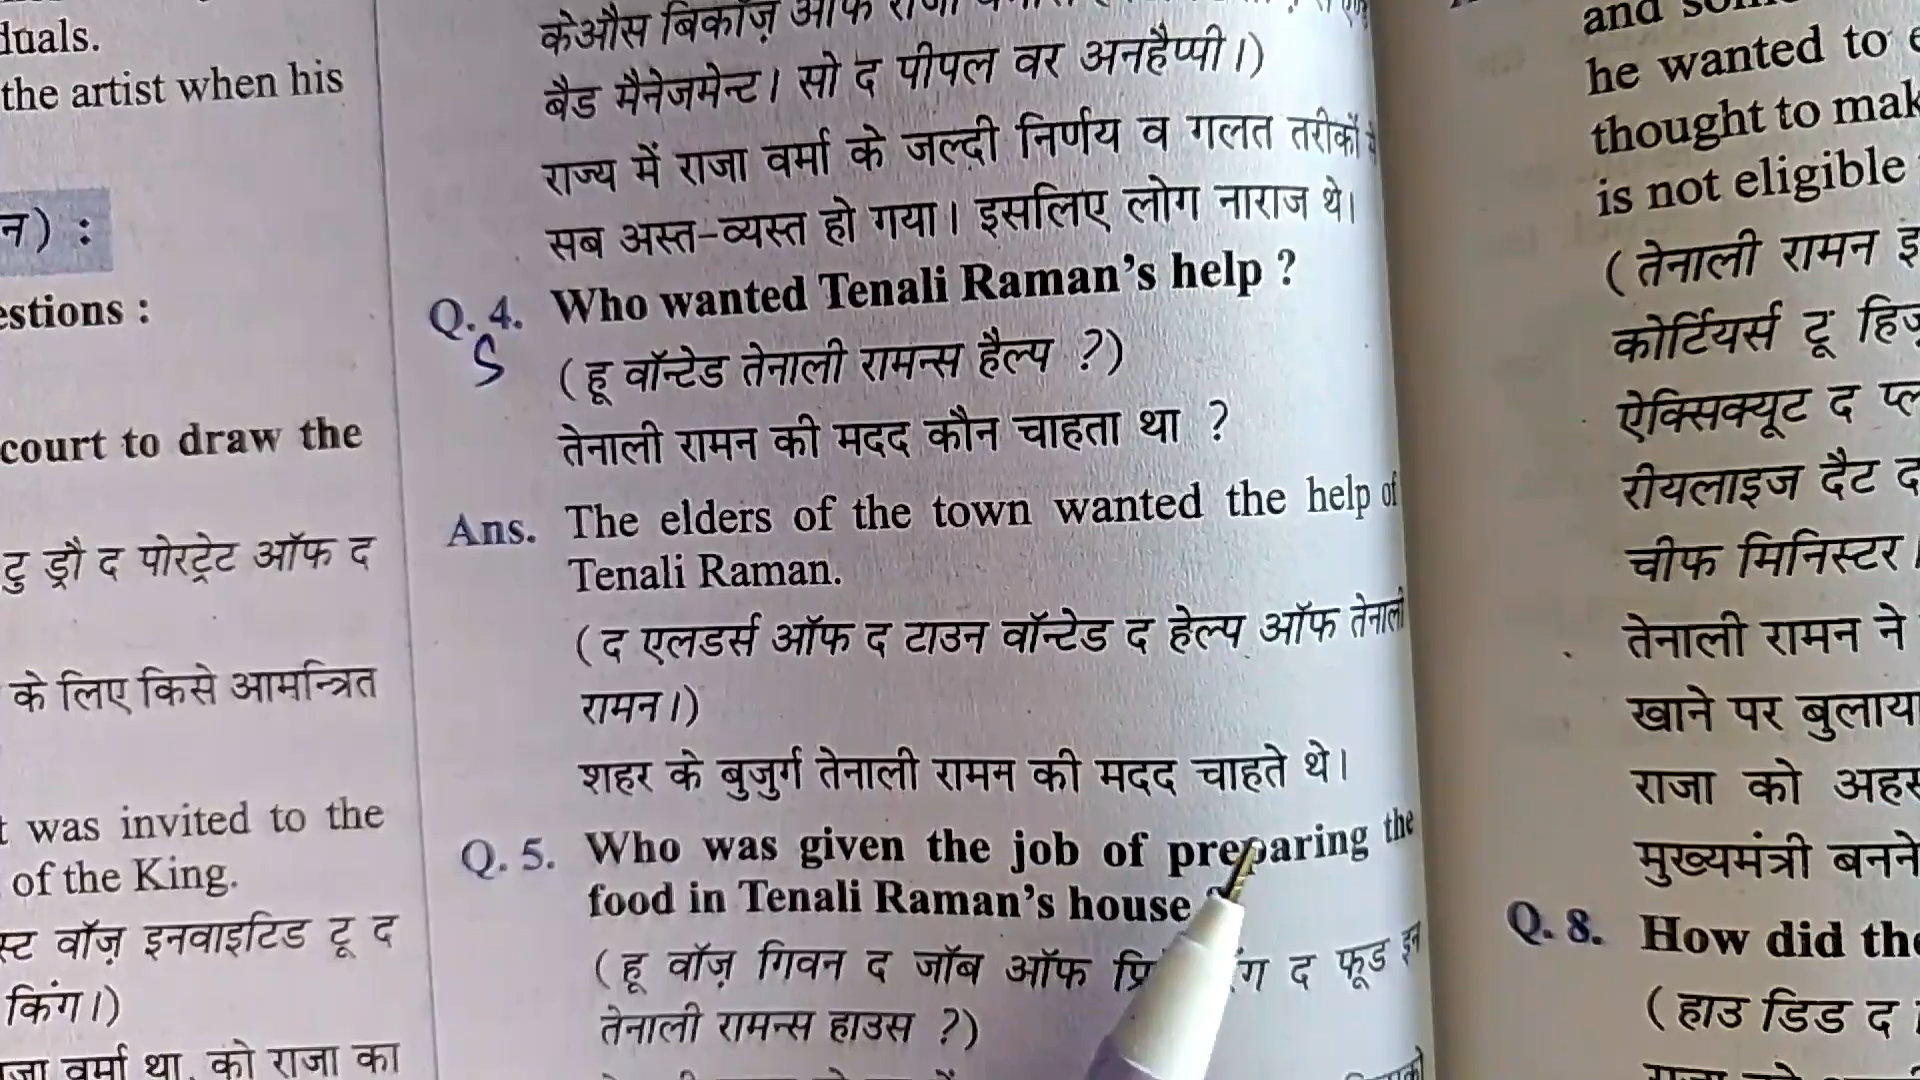 duals.
the artist when his
न) :
estions :
court to draw the
टु ड्रौ द पोरट्रेट ऑफ द
के लिए किसे आमन्त्रित
was invited to the
of the King.
वॉज़ इनवाइटिड टू द
किंग।)
वर्मा था, को राजा का
केऔस बिकॉज़ ऑफ राजा
बैड मैनेजमेन्ट। सो द पीपल वर अनहैप्पी।)
राज्य में राजा वर्मा के जल्दी निर्णय व गलत तरीकों से
सब अस्त-व्यस्त हो गया। इसलिए लोग नाराज थे।
Q. 4. Who wanted Tenali Raman's help ?
S
(हू वॉन्टेड तेनाली रामन्स हैल्प ?)
तेनाली रामन की मदद कौन चाहता था ?
Ans. The elders of the town wanted the help of
Tenali Raman.
(द एलडर्स ऑफ द टाउन वॉन्टेड द हेल्प ऑफ तेनाली
रामन।)
शहर के बुजुर्ग तेनाली रामन की मदद चाहते थे।
Q. 5. Who was given the job of preparing the
food in Tenali Raman's house
(हू वॉज़ गिवन द जॉब ऑफ द फूड इन
तेनाली रामन्स हाउस ?)
and
he wanted to
thought to mak
is not eligible
(तेनाली रामन
कोर्टियर्स टू
ऐक्सिक्यूट द
रीयलाइज दैट द
चीफ मिनिस्टर।
तेनाली रामन ने
खाने पर बुलाया
राजा को
मुख्यमंत्री बनने
Q. 8. How did the
(हाउ डिड द